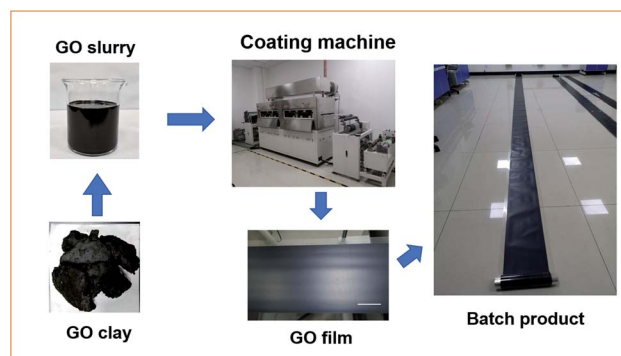 GO slurry
Coating machine
GO clay
GO film
Batch product